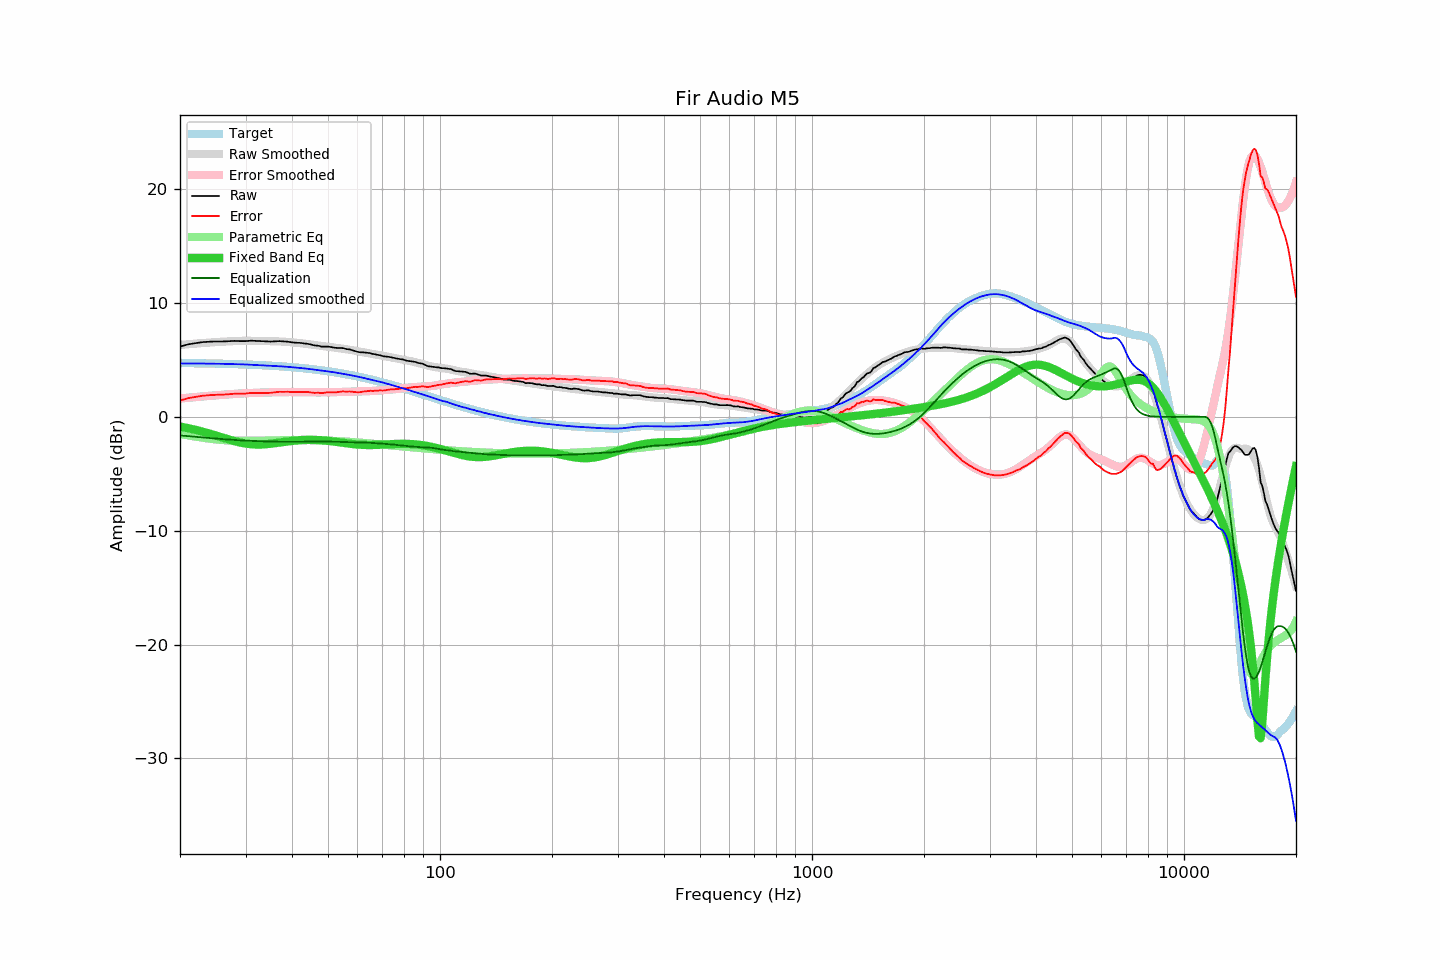 Fir Audio M5
Target
Raw Smoothed
Error Smoothed
Raw
Error
Parametric Eq
Fixed Band Eq
Equalization
Equalized smoothed
Amplitude (dBr)
20
10
0
−10
−20
−30
100
1000
10000
Frequency (Hz)